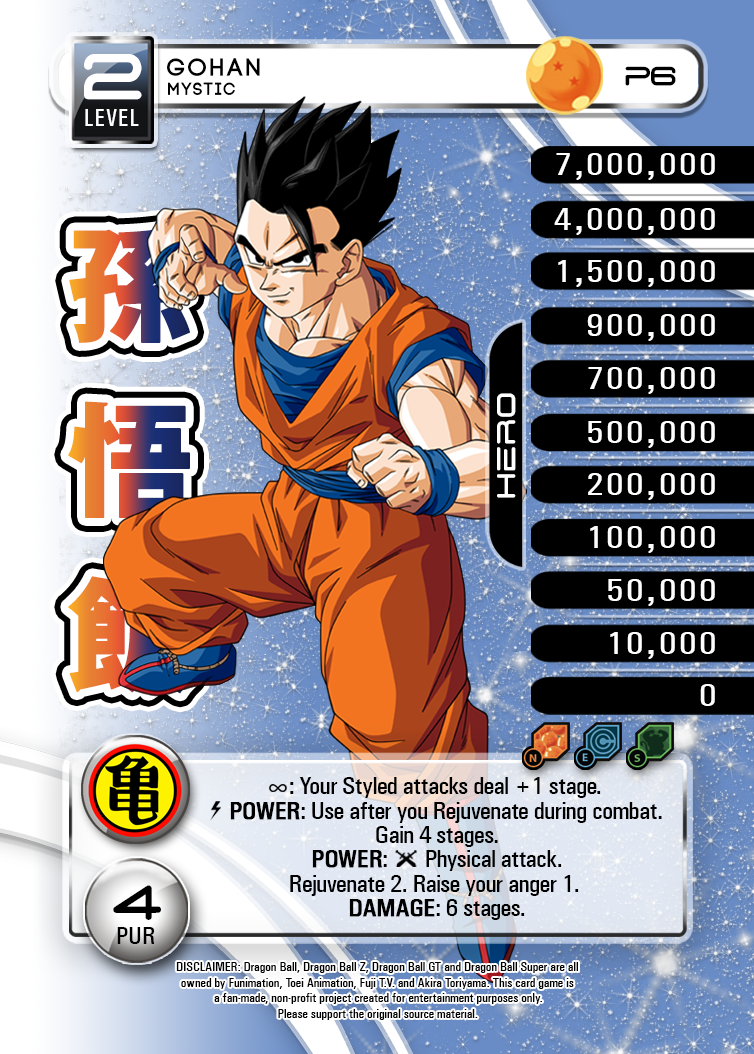 2
LEVEL
GOHAN
MYSTIC
P6
7,000,000
4,000,000
1,500,000
900,000
700,000
500,000
200,000
100,000
50,000
10,000
0
HERO
孫
悟
飯
N E S
亀
∞: Your Styled attacks deal +1 stage.
POWER: Use after you Rejuvenate during combat.
Gain 4 stages.
POWER: Physical attack.
Rejuvenate 2. Raise your anger 1.
DAMAGE: 6 stages.
4
PUR
DISCLAIMER: Dragon Ball, Dragon Ball Z, Dragon Ball GT and Dragon Ball Super are all
owned by Funimation, Toei Animation, Fuji T.V. and Akira Toriyama. This card game is
a fan-made, non-profit project created for entertainment purposes only.
Please support the original source material.